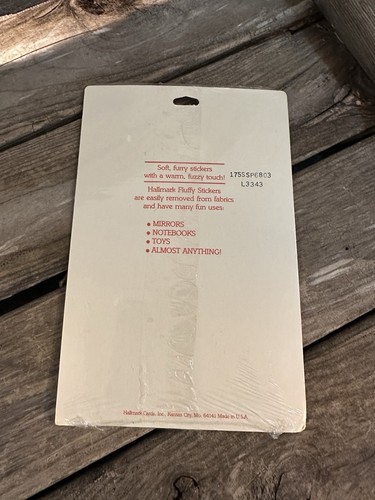 Soft, furry stickers
with a warm, fuzzy touch!
175SSP6803
L3343
Hallmark Fluffy Stickers
are easily removed from fabrics
and have many fun uses:
• MIRRORS
• NOTEBOOKS
• TOYS
• ALMOST ANYTHING!
Hallmark Cards, Inc., Kansas City, Mo. 64141 Made in U.S.A.